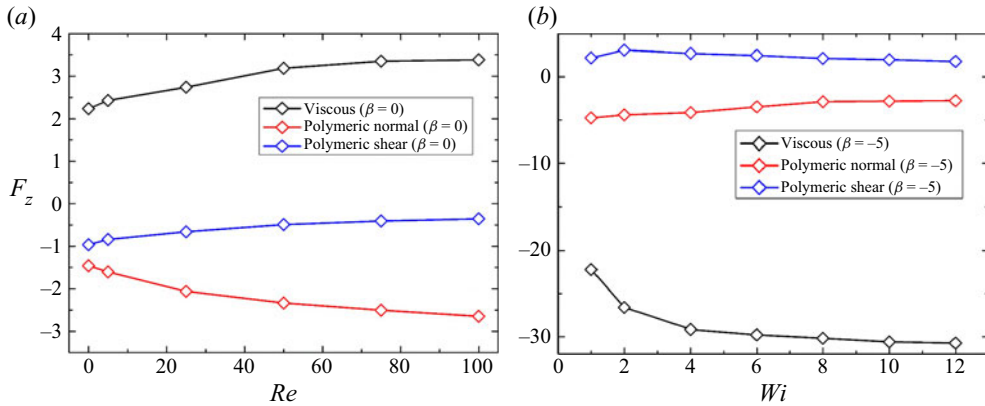 (a)
4
3
2
1
0
–1
–2
–3
F_z
Viscous (β = 0)
Polymeric normal (β = 0)
Polymeric shear (β = 0)
0 20 40 60 80 100
Re
(b)
0
–10
–20
–30
Viscous (β = –5)
Polymeric normal (β = –5)
Polymeric shear (β = –5)
0 2 4 6 8 10 12
Wi